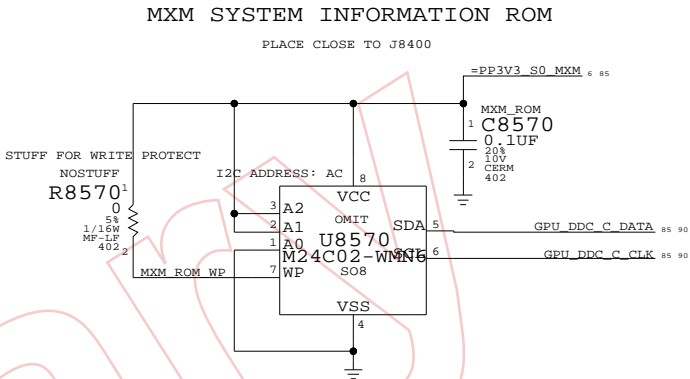 MXM SYSTEM INFORMATION ROM
PLACE CLOSE TO J8400
=PP3V3_S0_MXM 6 85
MXM_ROM
1 C8570
0.1UF
20%
10V
2 CERM
402
STUFF FOR WRITE PROTECT
NOSTUFF
R8570 1
0
5%
1/16W
MF-LF
402 2
I2C ADDRESS: AC
8
VCC
3 A2
OMIT
2 A1
SDA 5 GPU_DDC_C_DATA 85 90
U8570
1 A0
M24C02-WMN6
SCL 6 GPU_DDC_C_CLK 85 90
MXM_ROM_WP 7 WP
SO8
VSS
4